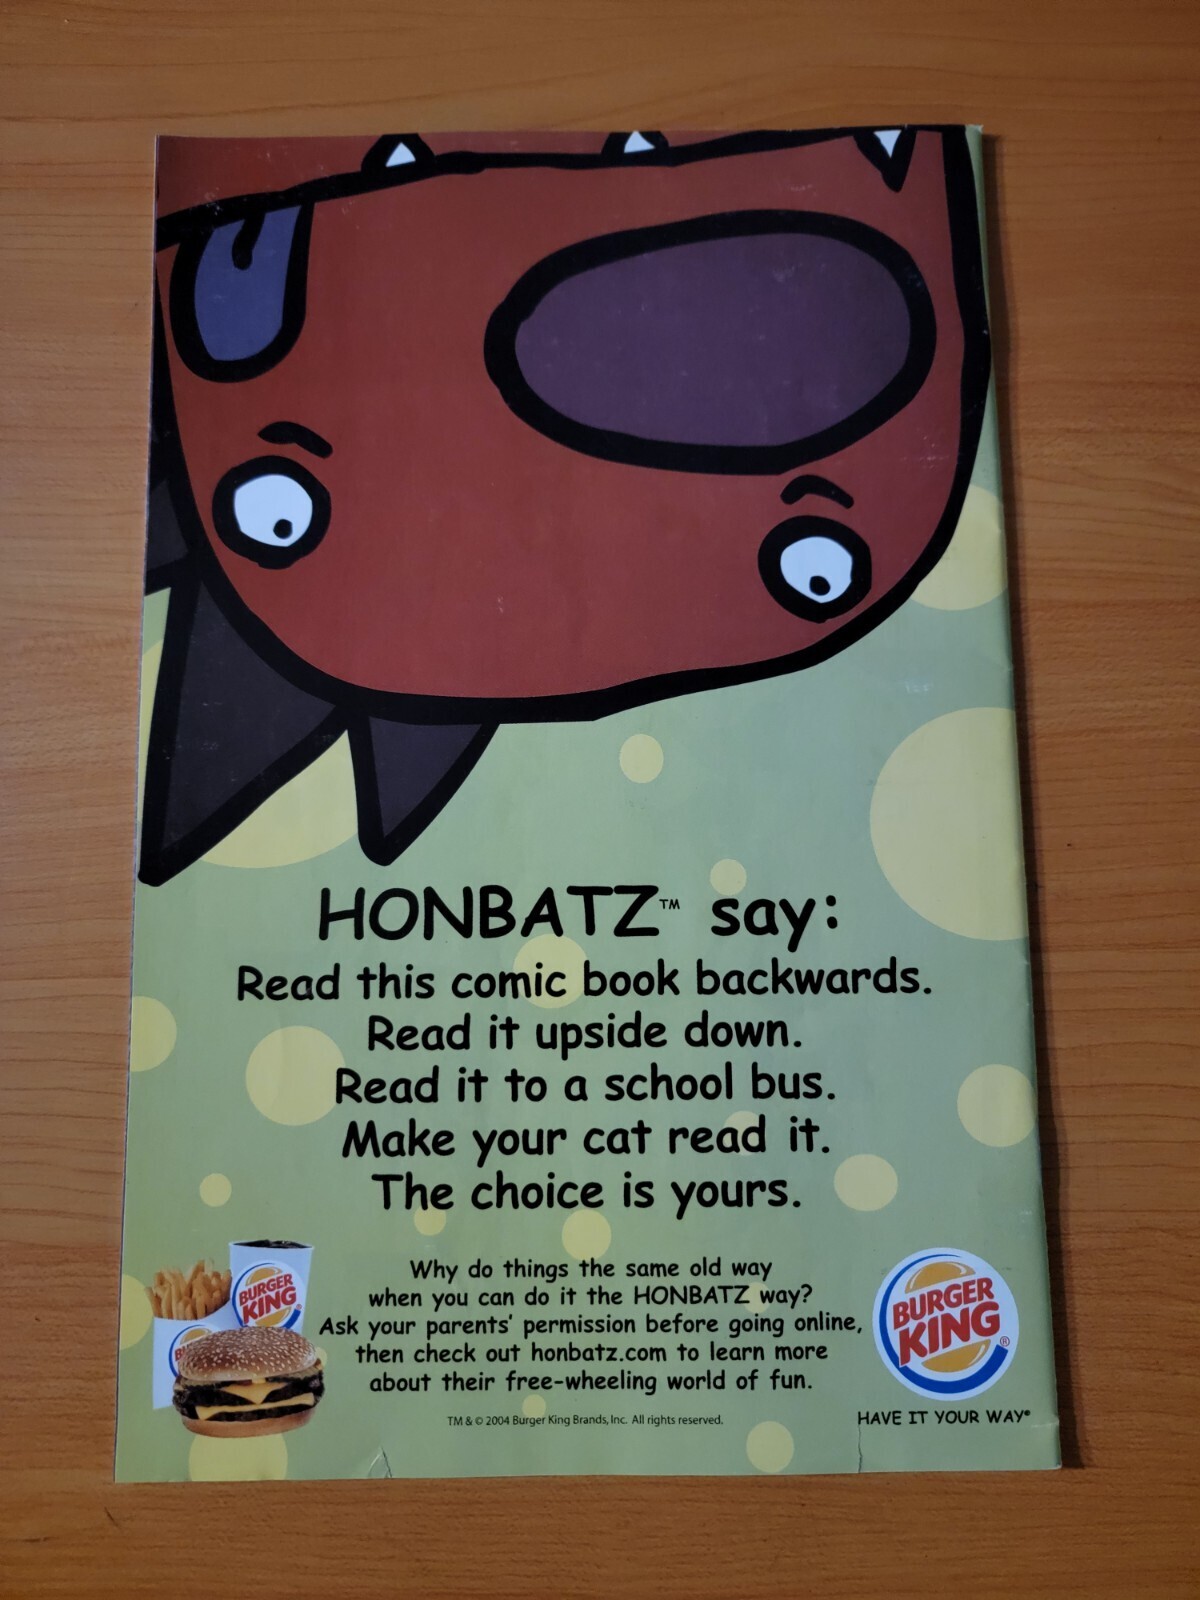 HONBATZ™ say:
Read this comic book backwards.
Read it upside down.
Read it to a school bus.
Make your cat read it.
The choice is yours.
Why do things the same old way
when you can do it the HONBATZ way?
Ask your parents' permission before going online,
then check out honbatz.com to learn more
about their free-wheeling world of fun.
TM & © 2004 Burger King Brands, Inc. All rights reserved.
BURGER
KING
BURGER
KING®
HAVE IT YOUR WAY®